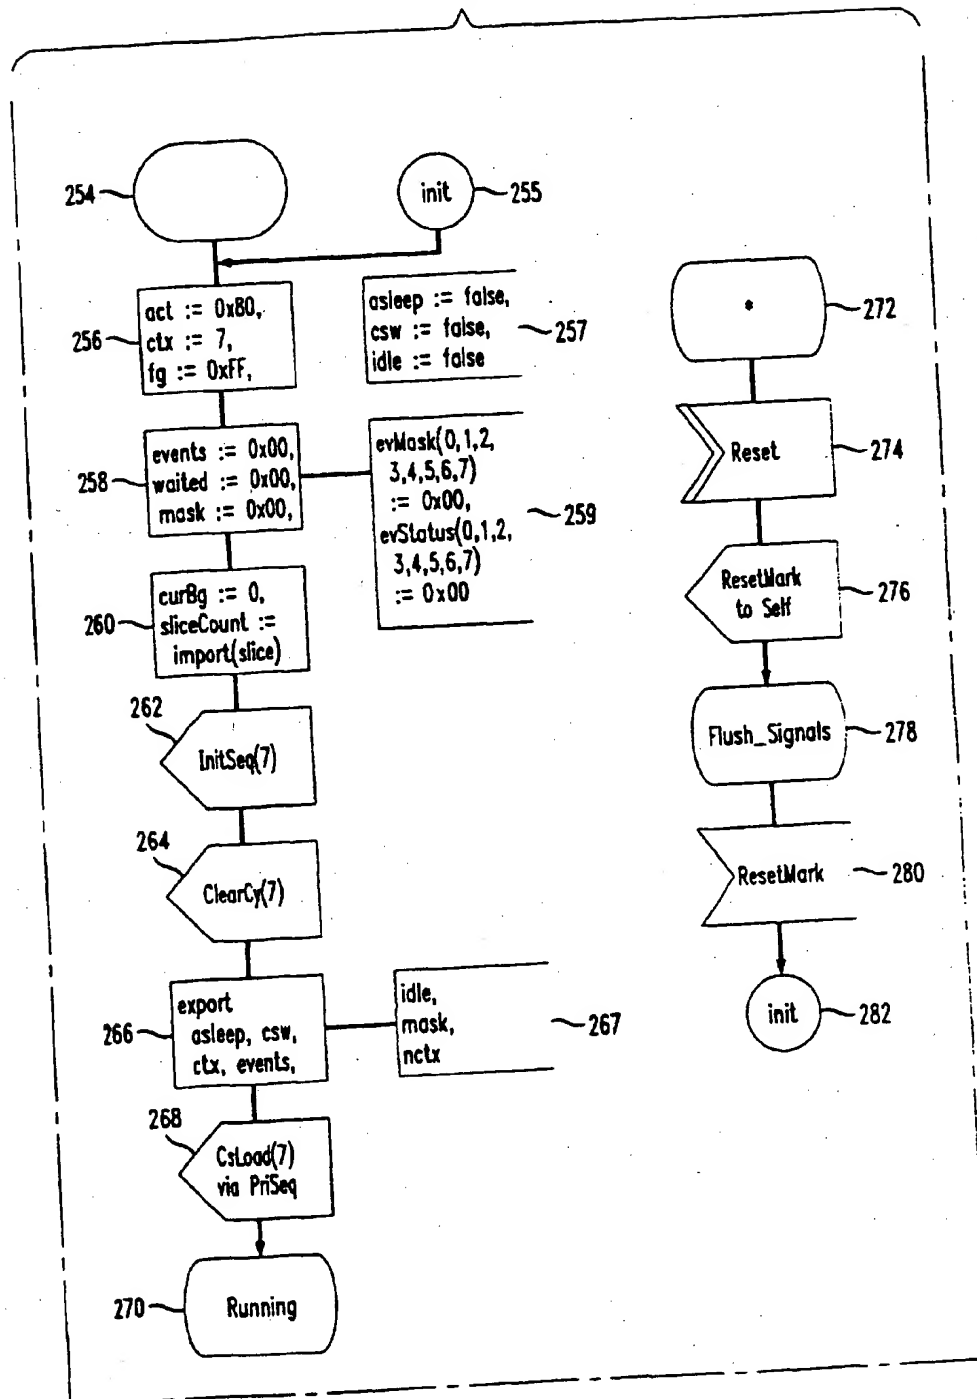 254
init
255
256
act := 0x80,
ctx := 7,
fg := 0xFF,
asleep := false,
csw := false,
idle := false
257
258
events := 0x00,
waited := 0x00,
mask := 0x00,
evMask(0,1,2,
3,4,5,6,7)
:= 0x00,
evStatus(0,1,2,
3,4,5,6,7)
:= 0x00
259
260
curBg := 0,
sliceCount :=
import(slice)
262
InitSeq(7)
264
ClearCy(7)
266
export
asleep, csw,
ctx, events,
idle,
mask,
nctx
267
268
CsLoad(7)
via PriSeq
270
Running
*
272
Reset
274
ResetMark
to Self
276
Flush_Signals
278
ResetMark
280
init
282